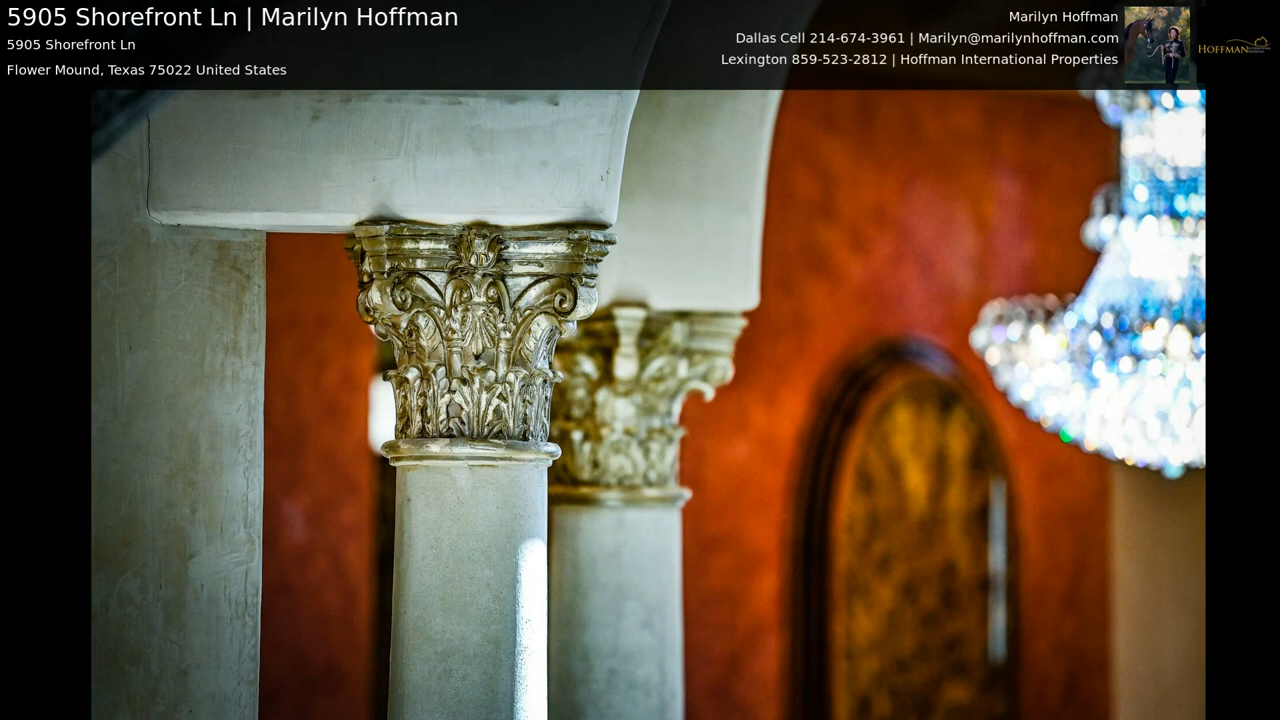 5905 Shorefront Ln | Marilyn Hoffman
5905 Shorefront Ln
Flower Mound, Texas 75022 United States
Marilyn Hoffman
Dallas Cell 214-674-3961 | Marilyn@marilynhoffman.com
Lexington 859-523-2812 | Hoffman International Properties
HOFFMAN